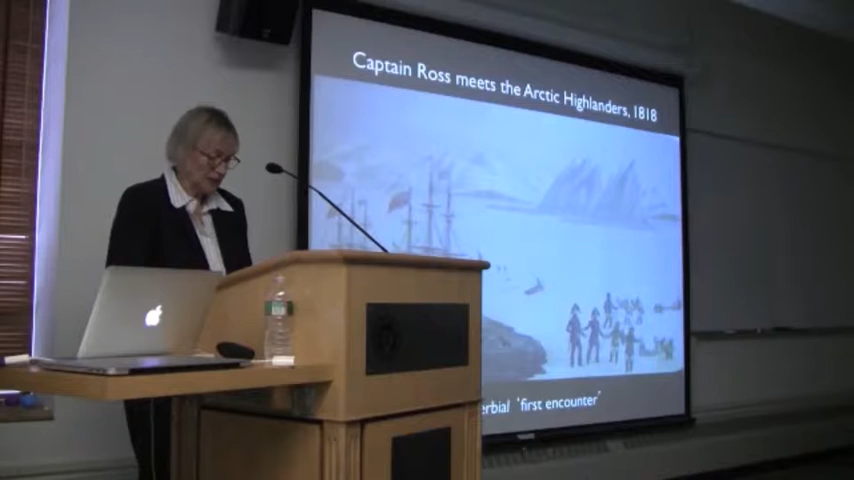 Captain Ross meets the Arctic Highlanders, 1818
'first encounter"